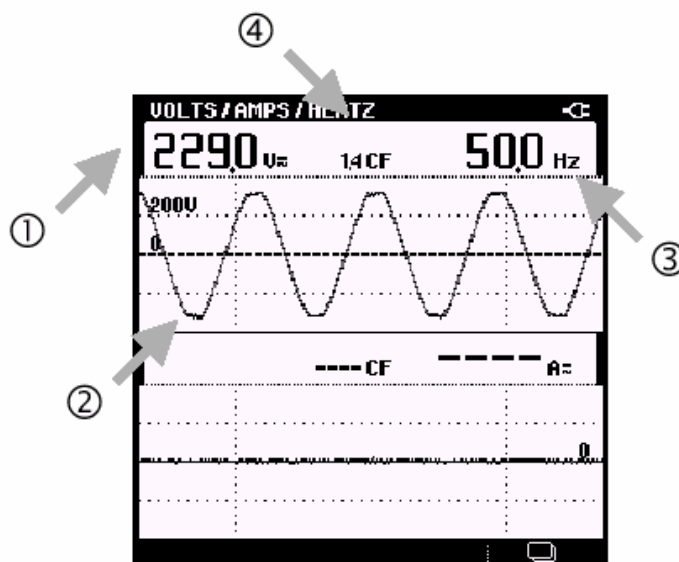 ④
VOLTS/AMPS/HERTZ
229.0 V≂ 1,4 CF 50.0 Hz
①
200V
0
③
②
---- CF ---- A≂
0